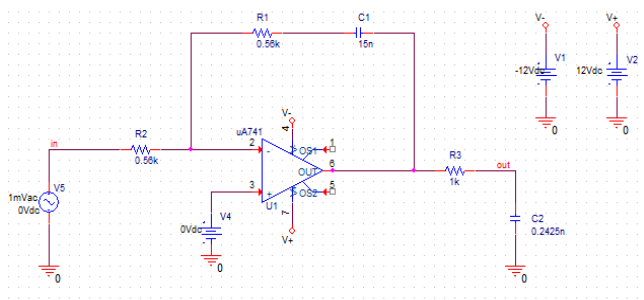 R1
0.56k
C1
15n
V-
V1
-12Vdc
0
V+
V2
12Vdc
0
in
R2
0.56k
uA741
V-
4
2
-
OS1
1
OUT
6
3
+
OS2
5
U1
7
V+
R3
1k
out
V5
1mVac
0Vdc
0
V4
0Vdc
0
C2
0.2425n
0